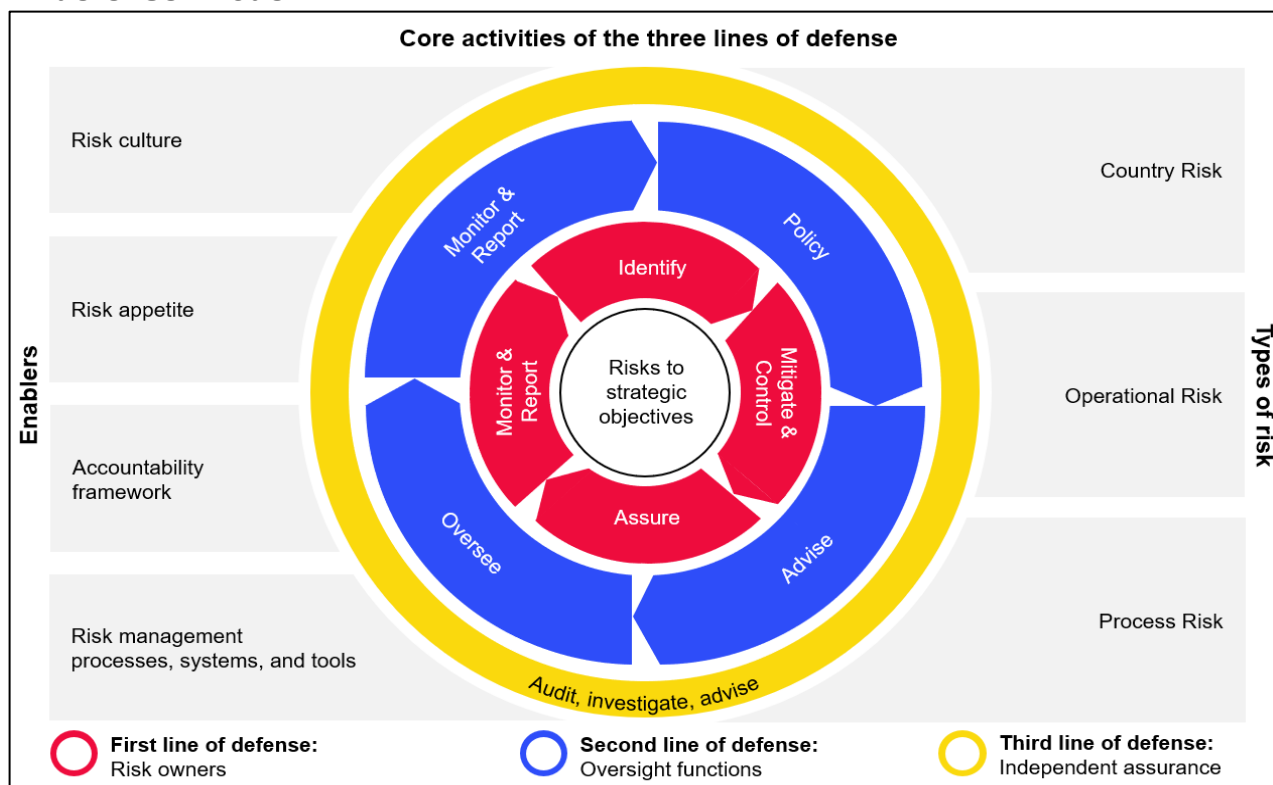 Core activities of the three lines of defense
Enablers
Risk culture
Risk appetite
Accountability
framework
Risk management
processes, systems, and tools
Monitor &
Report
Policy
Advise
Oversee
Identify
Mitigate &
Control
Assure
Monitor &
Report
Risks to
strategic
objectives
Audit, investigate, advise
Types of risk
Country Risk
Operational Risk
Process Risk
First line of defense:
Risk owners
Second line of defense:
Oversight functions
Third line of defense:
Independent assurance